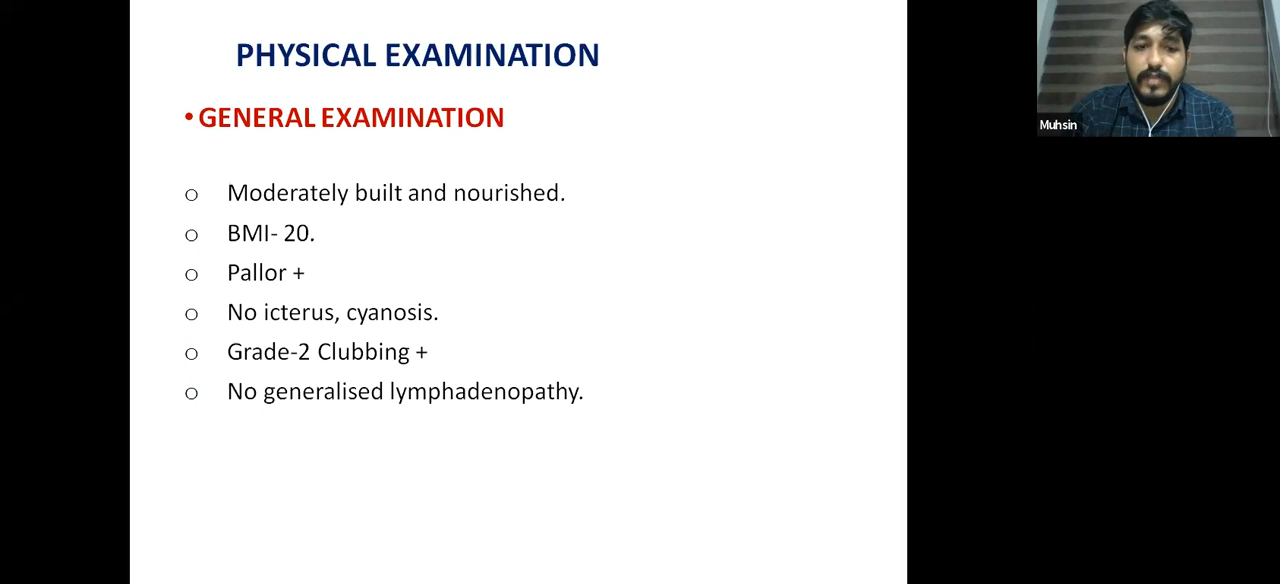 PHYSICAL EXAMINATION
• GENERAL EXAMINATION
o Moderately built and nourished.
o BMI- 20.
o Pallor +
o No icterus, cyanosis.
o Grade-2 Clubbing +
o No generalised lymphadenopathy.
Muhsin